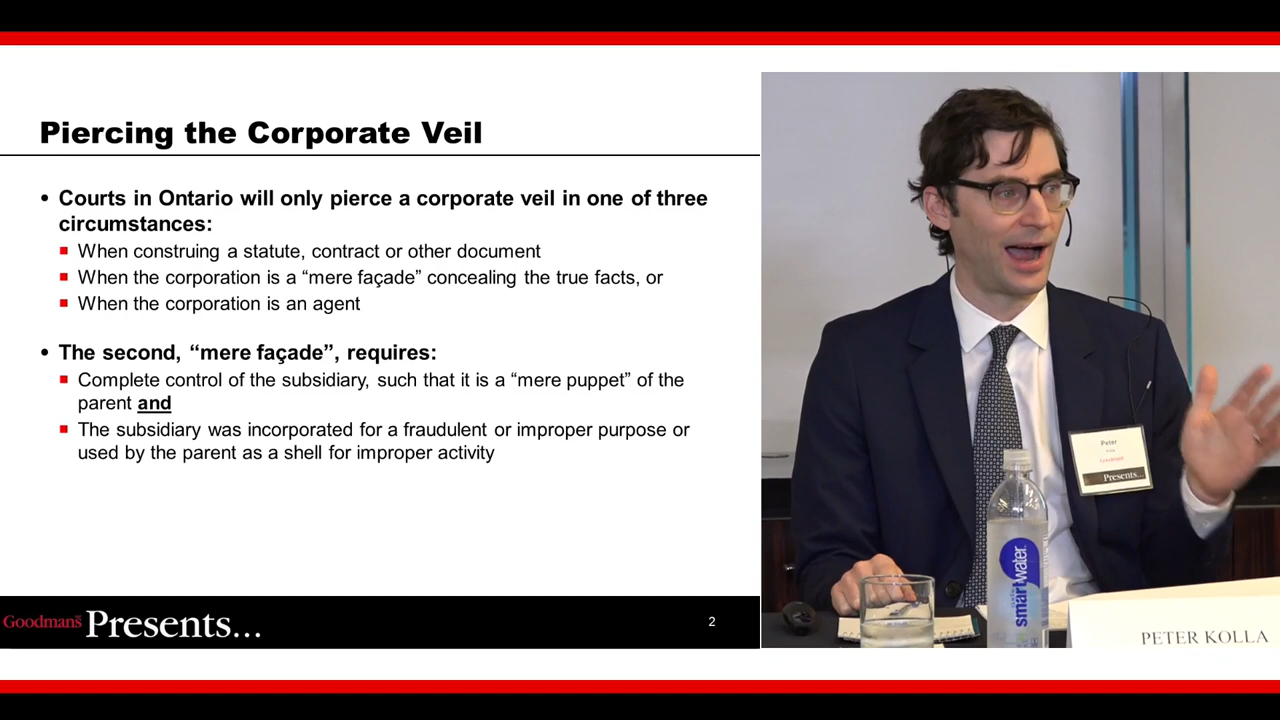 Piercing the Corporate Veil
• Courts in Ontario will only pierce a corporate veil in one of three
circumstances:
When construing a statute, contract or other document
When the corporation is a “mere façade” concealing the true facts, or
When the corporation is an agent
• The second, “mere façade”, requires:
Complete control of the subsidiary, such that it is a “mere puppet” of the
parent and
The subsidiary was incorporated for a fraudulent or improper purpose or
used by the parent as a shell for improper activity
Goodmans Presents...
2
Peter
Presents...
smartwater
PETER KOLLA